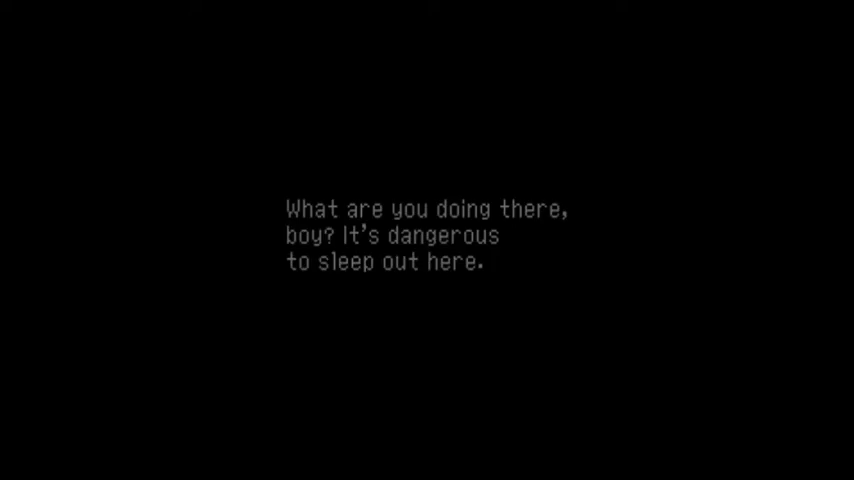 What are you doing there,
boy? It's dangerous
to sleep out here.